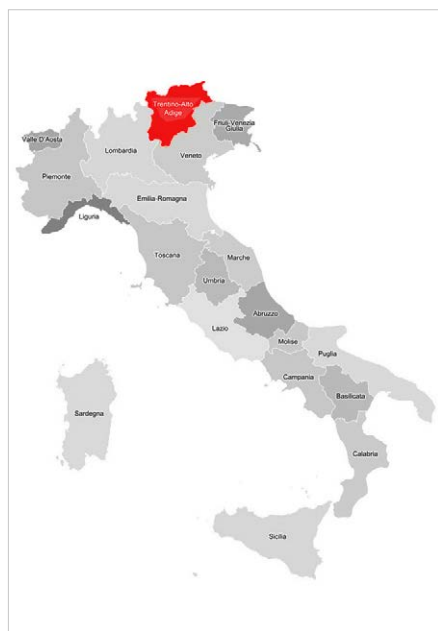 Trentino-Alto
Adige
Friuli-Venezia
Giulia
Valle D'Aosta
Lombardia
Veneto
Piemonte
Emilia-Romagna
Liguria
Toscana
Marche
Umbria
Abruzzo
Lazio
Molise
Puglia
Campania
Basilicata
Sardegna
Calabria
Sicilia